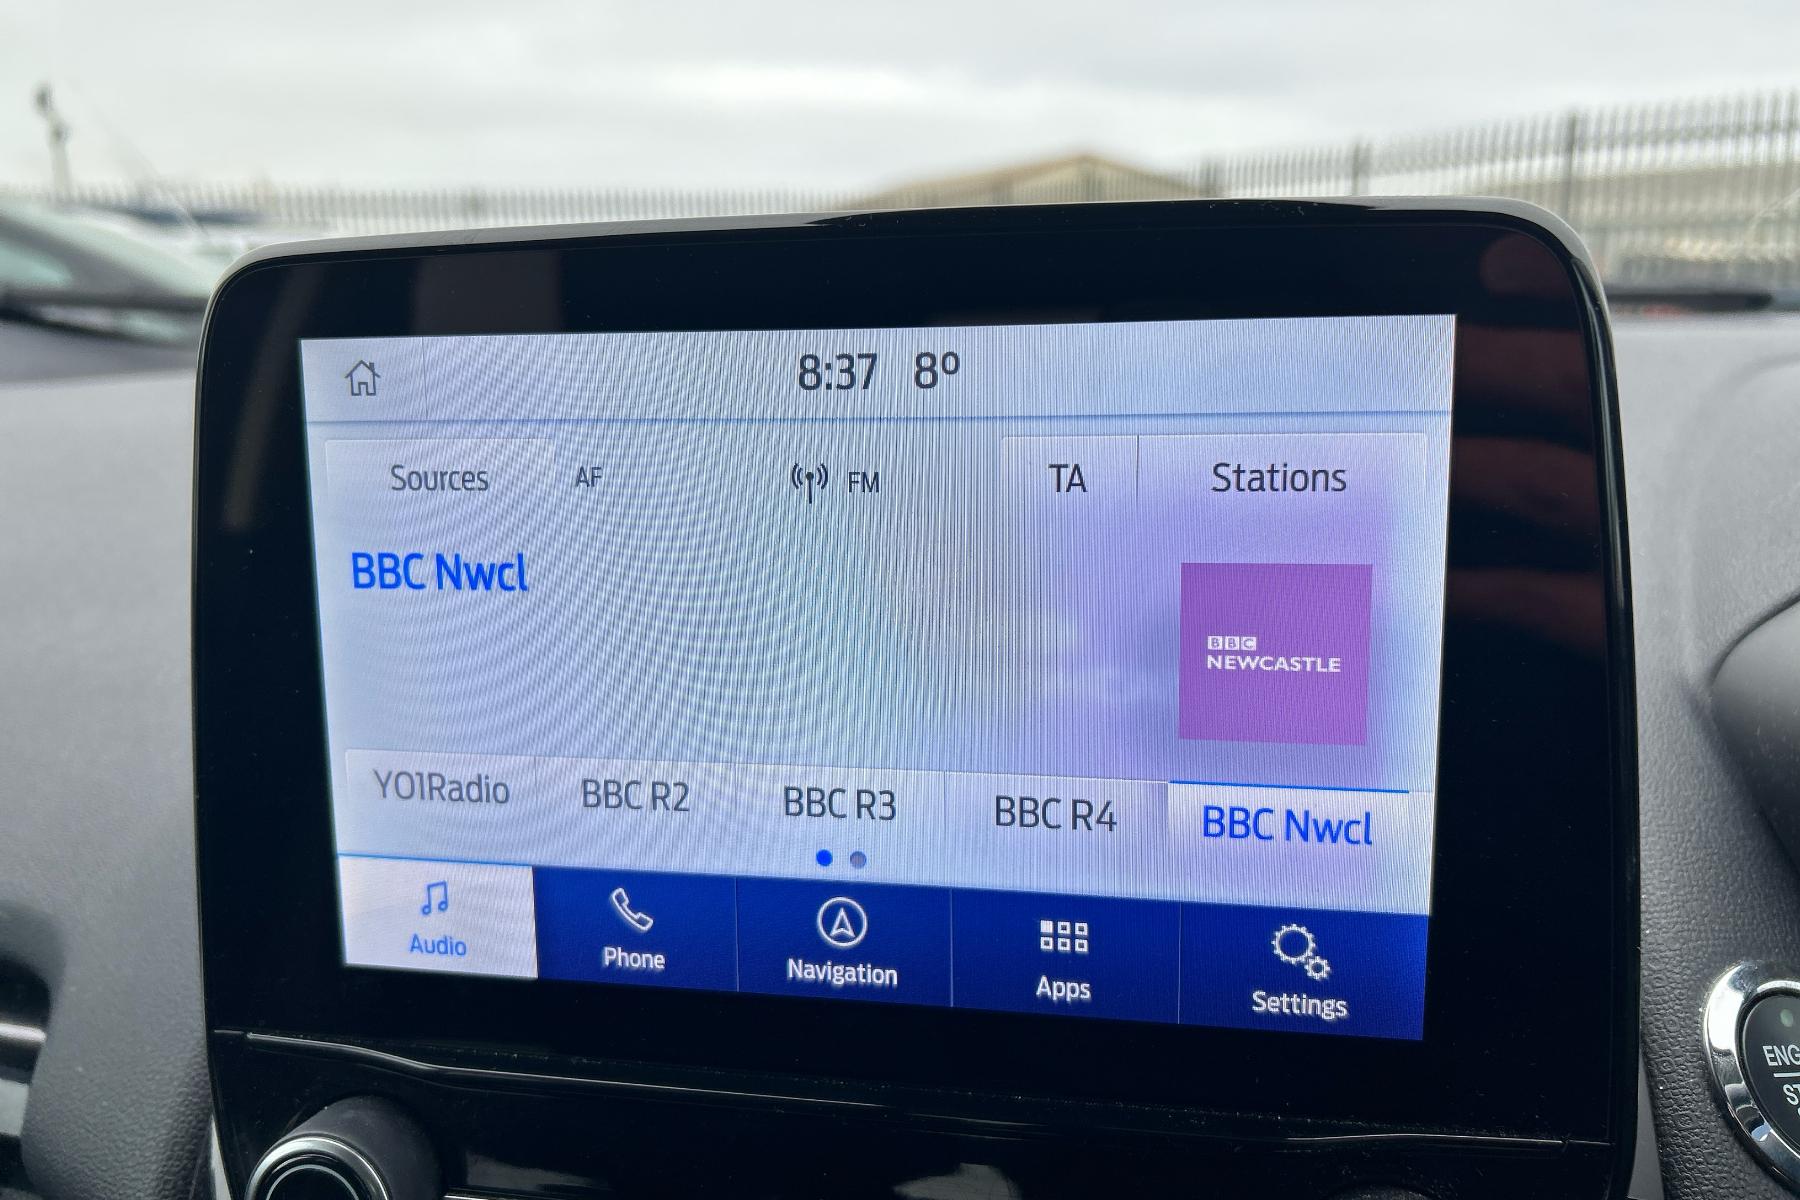 8:37 8°
Sources AF FM TA Stations
BBC Nwcl
BBC
NEWCASTLE
YO1Radio BBC R2 BBC R3 BBC R4 BBC Nwcl
Audio Phone Navigation Apps Settings